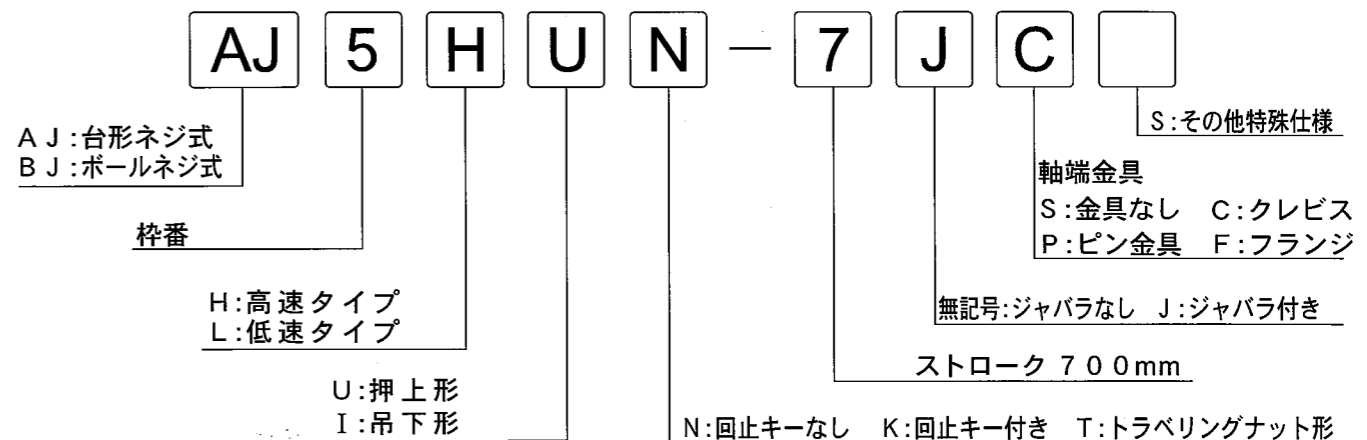 AJ 5 H U N － 7 J C
AJ:台形ネジ式
BJ:ボールネジ式
S:その他特殊仕様
軸端金具
S:金具なし C:クレビス
P:ピン金具 F:フランジ
枠番
H:高速タイプ
L:低速タイプ
無記号:ジャバラなし J:ジャバラ付き
ストローク 700mm
U:押上形
I:吊下形
N:回止キーなし K:回止キー付き T:トラベリングナット形